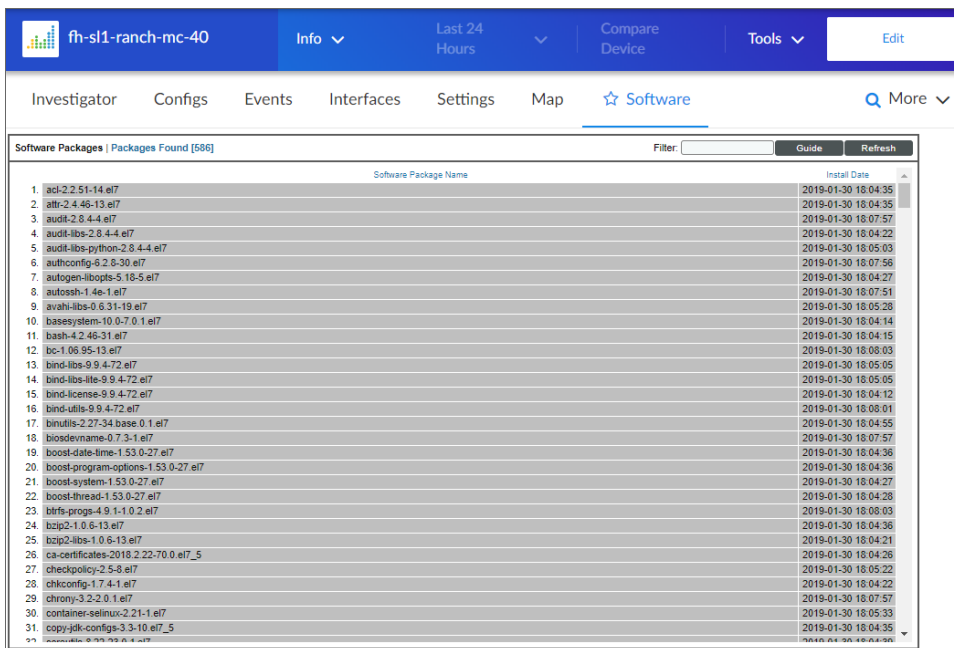 fh-sl1-ranch-mc-40 Info Last 24 Hours Compare Device Tools Edit
Investigator Configs Events Interfaces Settings Map Software More
Software Packages | Packages Found [586] Filter: Guide Refresh
Software Package Name Install Date
1. acl-2.2.51-14.el7 2019-01-30 18:04:35
2. attr-2.4.46-13.el7 2019-01-30 18:04:35
3. audit-2.8.4-4.el7 2019-01-30 18:07:57
4. audit-libs-2.8.4-4.el7 2019-01-30 18:04:22
5. audit-libs-python-2.8.4-4.el7 2019-01-30 18:05:03
6. authconfig-6.2.8-30.el7 2019-01-30 18:07:56
7. autogen-libopts-5.18-5.el7 2019-01-30 18:04:27
8. autossh-1.4e-1.el7 2019-01-30 18:07:51
9. avahi-libs-0.6.31-19.el7 2019-01-30 18:05:28
10. basesystem-10.0-7.0.1.el7 2019-01-30 18:04:14
11. bash-4.2.46-31.el7 2019-01-30 18:04:15
12. bc-1.06.95-13.el7 2019-01-30 18:08:03
13. bind-libs-9.9.4-72.el7 2019-01-30 18:05:05
14. bind-libs-lite-9.9.4-72.el7 2019-01-30 18:05:05
15. bind-license-9.9.4-72.el7 2019-01-30 18:04:12
16. bind-utils-9.9.4-72.el7 2019-01-30 18:08:01
17. binutils-2.27-34.base.0.1.el7 2019-01-30 18:04:55
18. biosdevname-0.7.3-1.el7 2019-01-30 18:07:57
19. boost-date-time-1.53.0-27.el7 2019-01-30 18:04:36
20. boost-program-options-1.53.0-27.el7 2019-01-30 18:04:36
21. boost-system-1.53.0-27.el7 2019-01-30 18:04:27
22. boost-thread-1.53.0-27.el7 2019-01-30 18:04:28
23. btrfs-progs-4.9.1-1.0.2.el7 2019-01-30 18:08:03
24. bzip2-1.0.6-13.el7 2019-01-30 18:04:36
25. bzip2-libs-1.0.6-13.el7 2019-01-30 18:04:21
26. ca-certificates-2018.2.22-70.0.el7_5 2019-01-30 18:04:26
27. checkpolicy-2.5-8.el7 2019-01-30 18:05:22
28. chkconfig-1.7.4-1.el7 2019-01-30 18:04:22
29. chrony-3.2-2.0.1.el7 2019-01-30 18:07:57
30. container-selinux-2.21-1.el7 2019-01-30 18:05:33
31. copy-jdk-configs-3.3-10.el7_5 2019-01-30 18:04:35